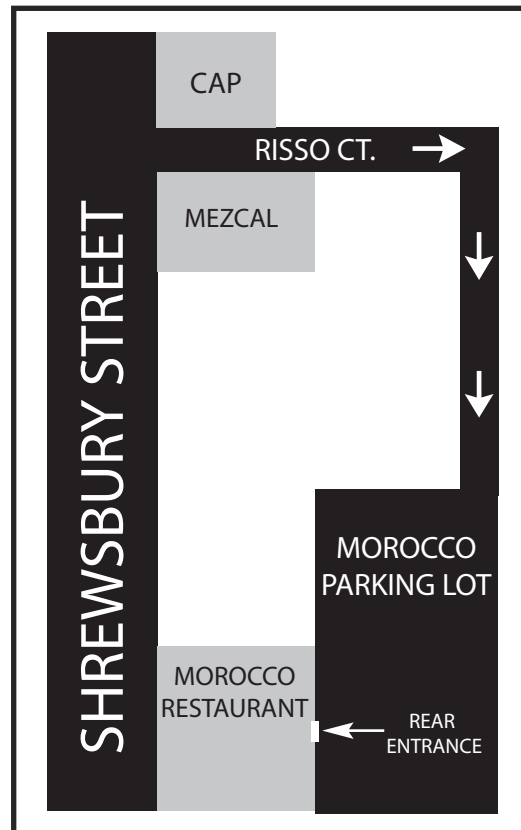 CAP
RISSO CT.
MEZCAL
SHREWSBURY STREET
MOROCCO
PARKING LOT
MOROCCO
RESTAURANT
REAR
ENTRANCE